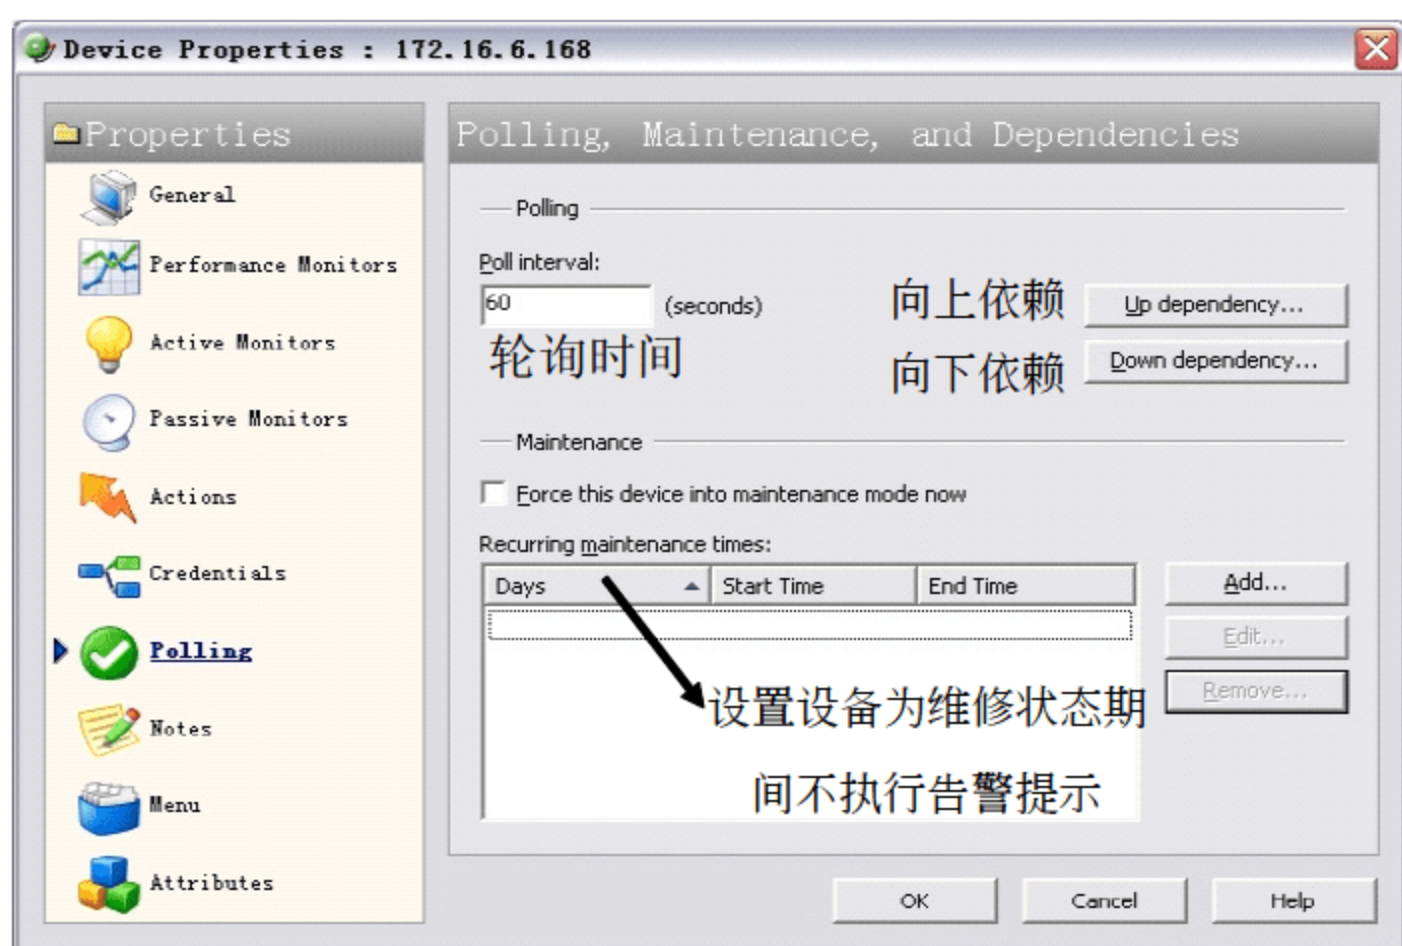 Device Properties : 172.16.6.168
Properties
General
Performance Monitors
Active Monitors
Passive Monitors
Actions
Credentials
Polling
Notes
Menu
Attributes
Polling, Maintenance, and Dependencies
Polling
Poll interval:
60 (seconds)
轮询时间
向上依赖 Up dependency...
向下依赖 Down dependency...
Maintenance
Force this device into maintenance mode now
Recurring maintenance times:
Days Start Time End Time
Add...
Edit...
Remove...
设置设备为维修状态期
间不执行告警提示
OK Cancel Help